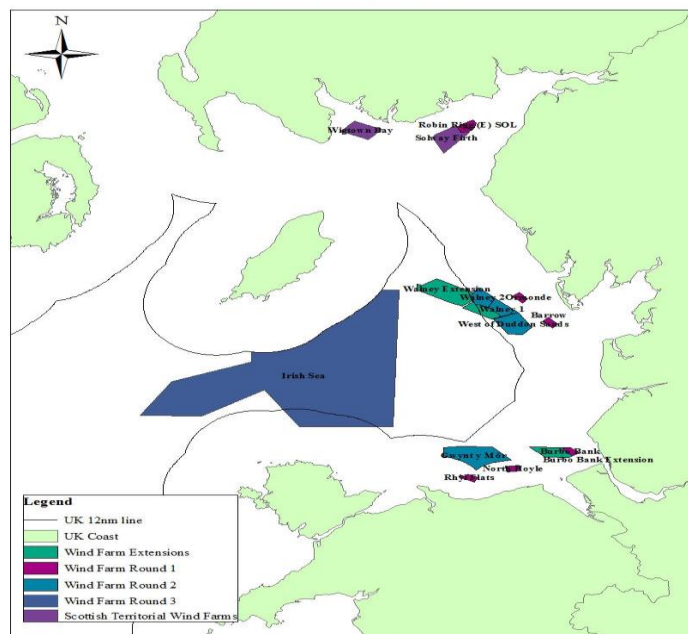 N
Wigtown Bay
Robin Rigg (E) SOL
Solway Firth
Walney Extension
Walney 2
Ormonde
Walney 1
Barrow
West of Duddon Sands
Irish Sea
Gwynt y Môr
Burbo Bank
Burbo Bank Extension
North Hoyle
Rhyl Flats
Legend
UK 12nm line
UK Coast
Wind Farm Extensions
Wind Farm Round 1
Wind Farm Round 2
Wind Farm Round 3
Scottish Territorial Wind Farms